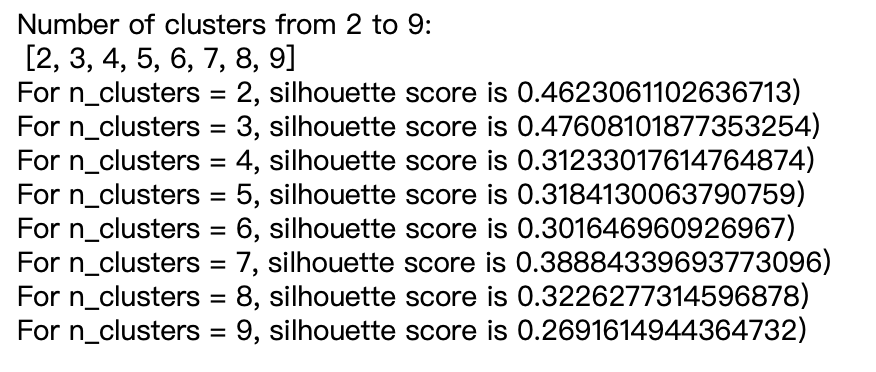 Number of clusters from 2 to 9:
[2, 3, 4, 5, 6, 7, 8, 9]
For n_clusters = 2, silhouette score is 0.4623061102636713)
For n_clusters = 3, silhouette score is 0.47608101877353254)
For n_clusters = 4, silhouette score is 0.31233017614764874)
For n_clusters = 5, silhouette score is 0.3184130063790759)
For n_clusters = 6, silhouette score is 0.301646960926967)
For n_clusters = 7, silhouette score is 0.38884339693773096)
For n_clusters = 8, silhouette score is 0.3226277314596878)
For n_clusters = 9, silhouette score is 0.2691614944364732)